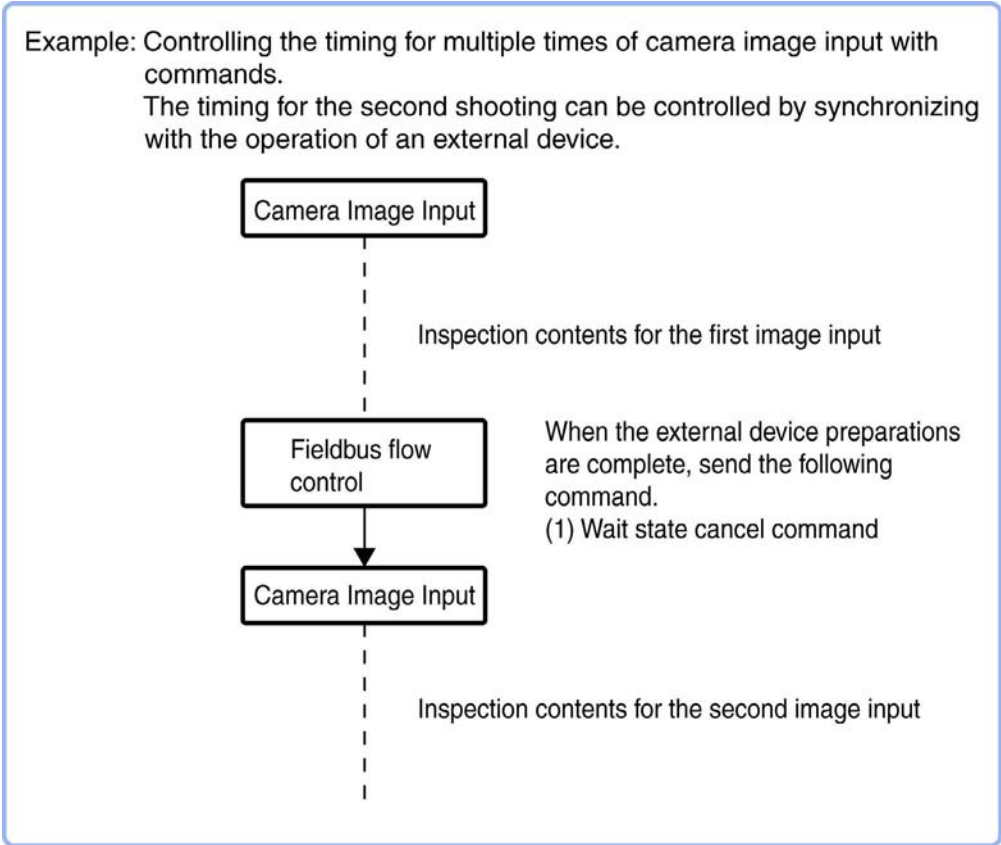 Example: Controlling the timing for multiple times of camera image input with
commands.
The timing for the second shooting can be controlled by synchronizing
with the operation of an external device.
Camera Image Input
Inspection contents for the first image input
Fieldbus flow
control
When the external device preparations
are complete, send the following
command.
(1) Wait state cancel command
Camera Image Input
Inspection contents for the second image input